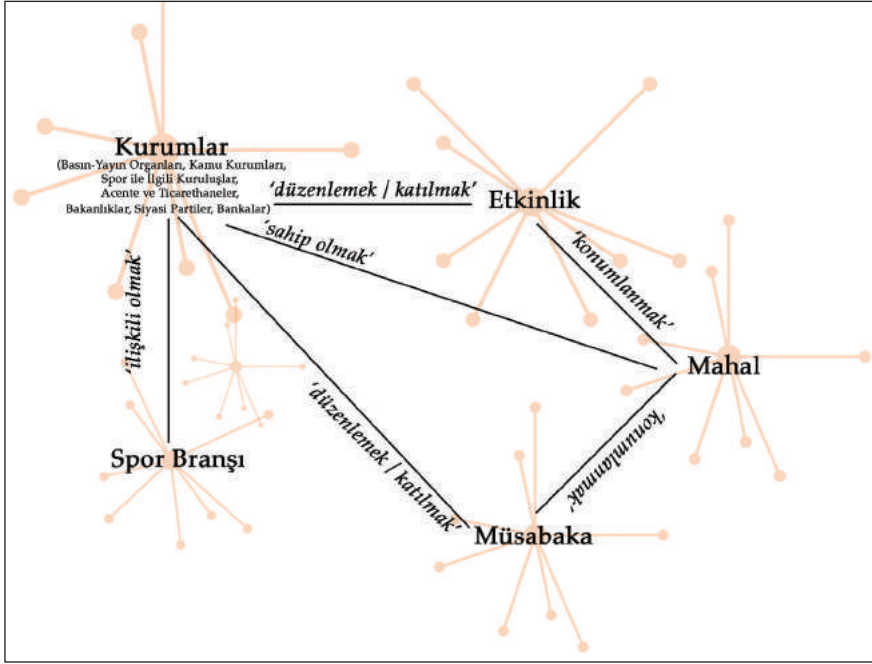 Kurumlar
(Basın-Yayın Organları, Kamu Kurumları,
Spor ile İlgili Kuruluşlar,
Acente ve Ticarethaneler,
Bakanlıklar, Siyasi Partiler, Bankalar)
'düzenlemek / katılmak'
Etkinlik
'sahip olmak'
'konumlanmak'
'ilişkili olmak'
Mahal
'düzenlemek / katılmak'
'konumlanmak'
Spor Branşı
Müsabaka